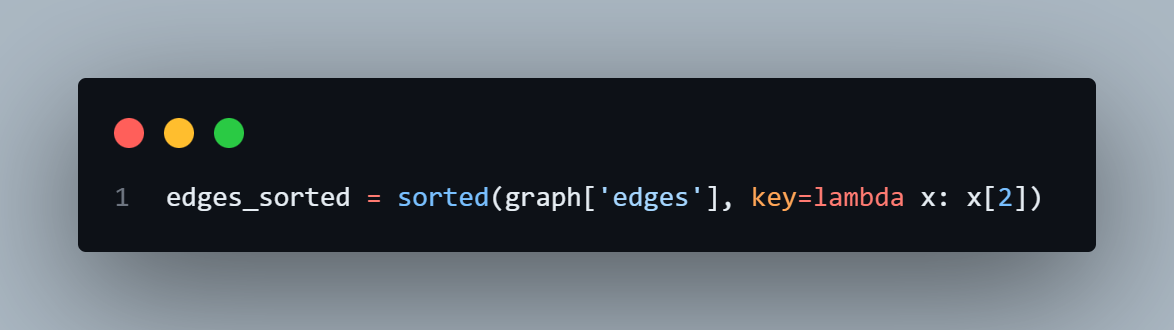 1 edges_sorted = sorted(graph['edges'], key=lambda x: x[2])